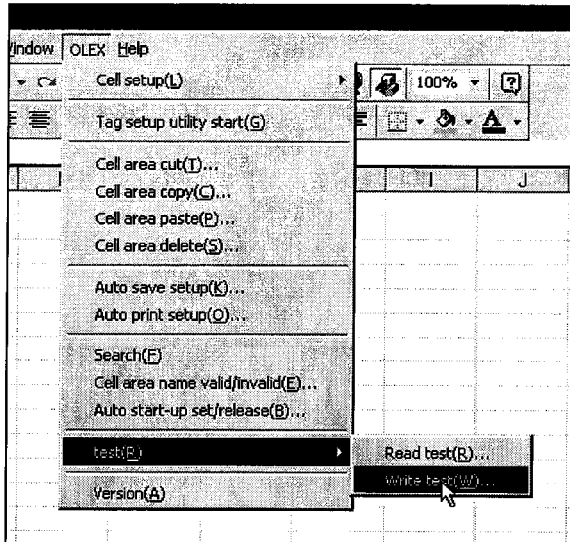 Window OLEX Help
Cell setup(L)
100%
Tag setup utility start(G)
A
Cell area cut(T)...
Cell area copy(C)...
I J
Cell area paste(P)...
Cell area delete(S)...
Auto save setup(K)...
Auto print setup(O)...
Search(F)
Cell area name valid/invalid(E)...
Auto start-up set/release(B)...
test(R)
Read test(R)...
Write test(W)...
Version(A)